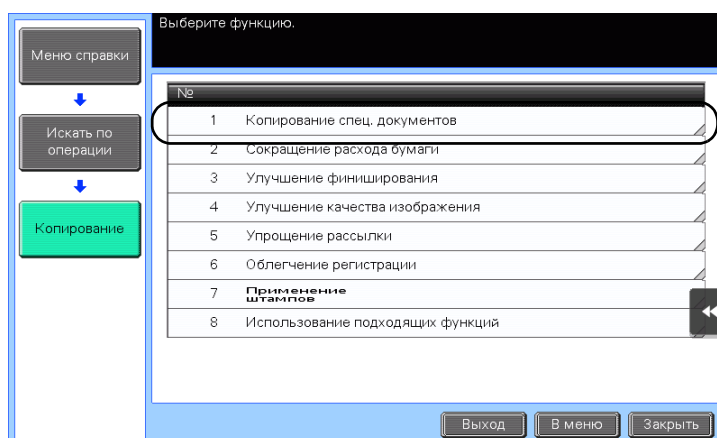 Выберите функцию.
Меню справки
Искать по
операции
Копирование
№
1 Копирование спец. документов
2 Сокращение расхода бумаги
3 Улучшение финиширования
4 Улучшение качества изображения
5 Упрощение рассылки
6 Облегчение регистрации
7 Применение
штампов
8 Использование подходящих функций
Выход В меню Закрыть